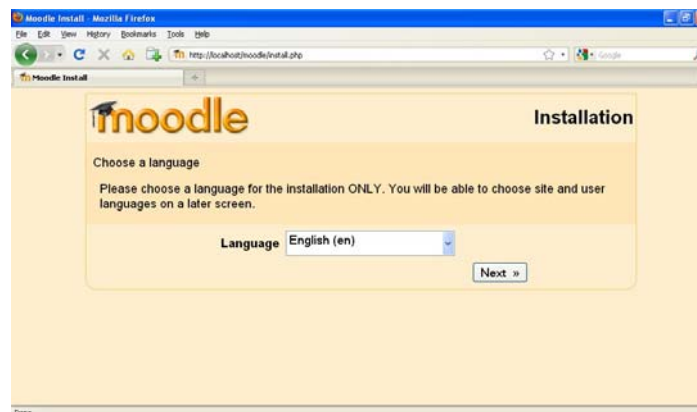 Moodle Install - Mozilla Firefox
File Edit View History Bookmarks Tools Help
http://localhost/moodle/install.php
Google
Moodle Install
moodle
Installation
Choose a language
Please choose a language for the installation ONLY. You will be able to choose site and user
languages on a later screen.
Language English (en)
Next »